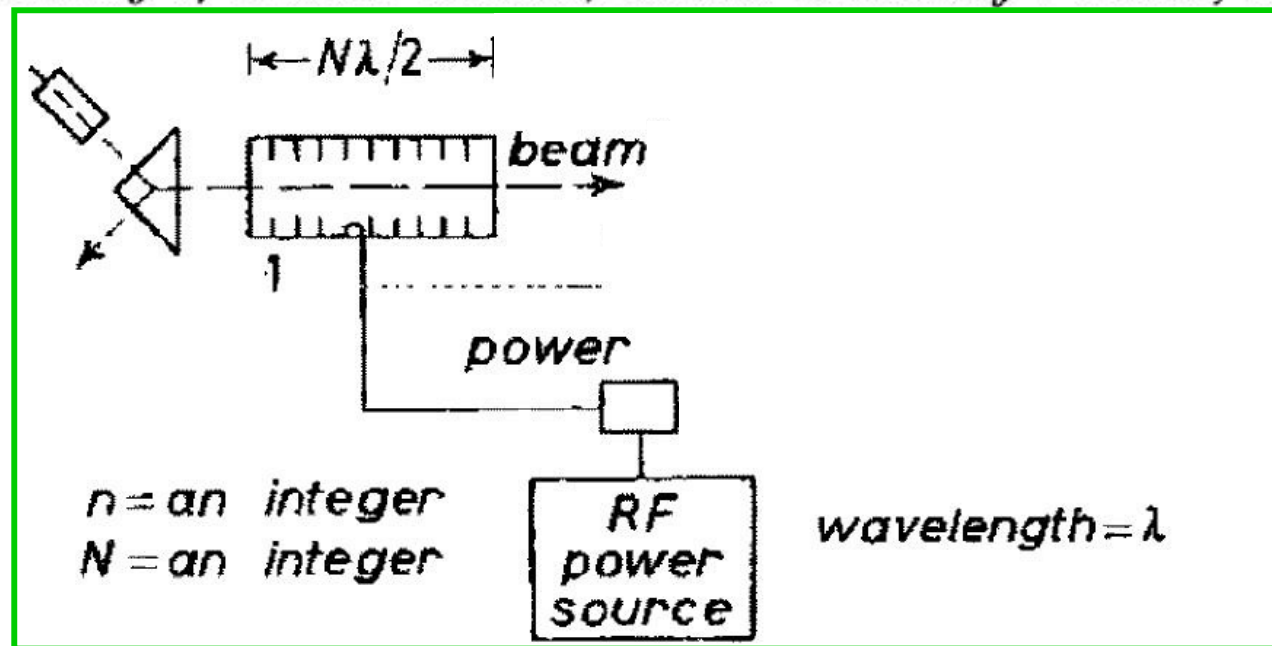 Nλ/2
beam
1
power
n = an integer
N = an integer
RF
power
source
wavelength = λ